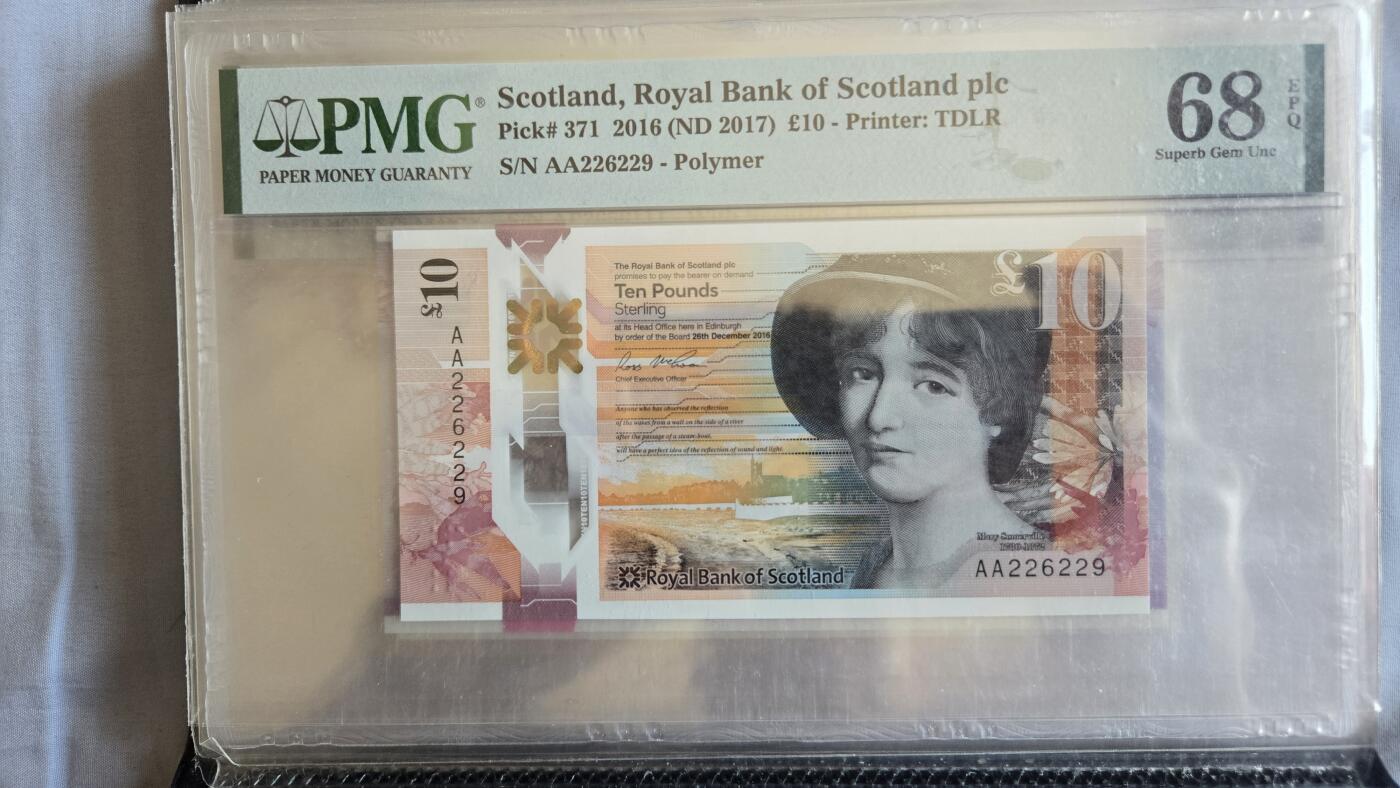 PMG®
PAPER MONEY GUARANTY
Scotland, Royal Bank of Scotland plc
Pick# 371 2016 (ND 2017) £10 - Printer: TDLR
S/N AA226229 - Polymer
68
EPQ
Superb Gem Unc
£10
AA226229
The Royal Bank of Scotland plc
promises to pay the bearer on demand
Ten Pounds
Sterling
at its Head Office here in Edinburgh
by order of the Board 26th December 2016
Chief Executive Officer
Anyone who has observed the reflection
of the waves from a wall on the side of a river
after the passage of a steam-boat,
will have a perfect idea of the reflection of sound and light.
£10
Mary Somerville
1780-1872
AA226229
Royal Bank of Scotland